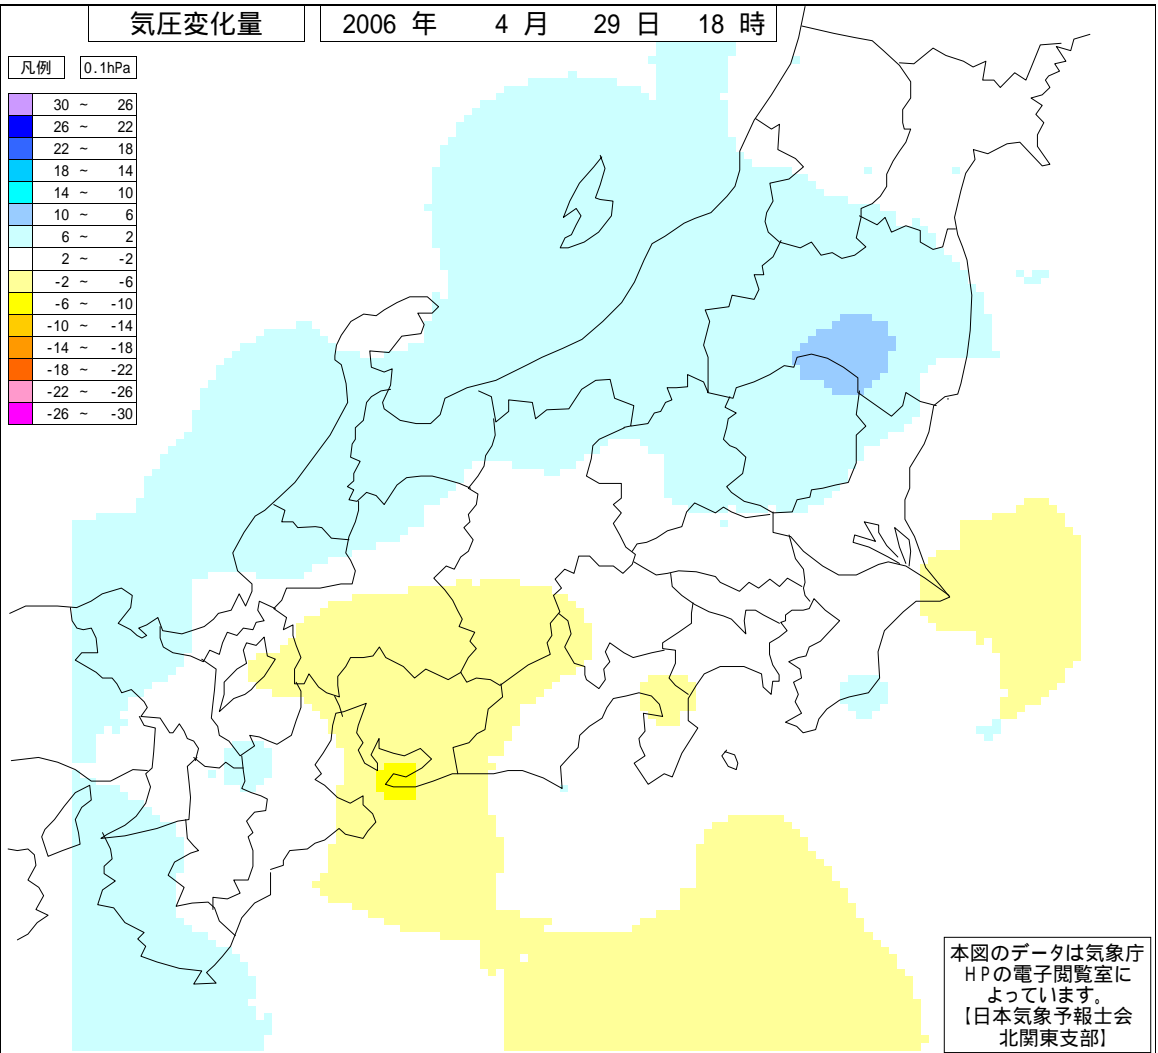 気圧変化量
2006 年 4 月 29 日 18 時
凡例 0.1hPa
30 ~ 26
26 ~ 22
22 ~ 18
18 ~ 14
14 ~ 10
10 ~ 6
6 ~ 2
2 ~ -2
-2 ~ -6
-6 ~ -10
-10 ~ -14
-14 ~ -18
-18 ~ -22
-22 ~ -26
-26 ~ -30
本図のデータは気象庁
HPの電子閲覧室に
よっています。
【日本気象予報士会
北関東支部】